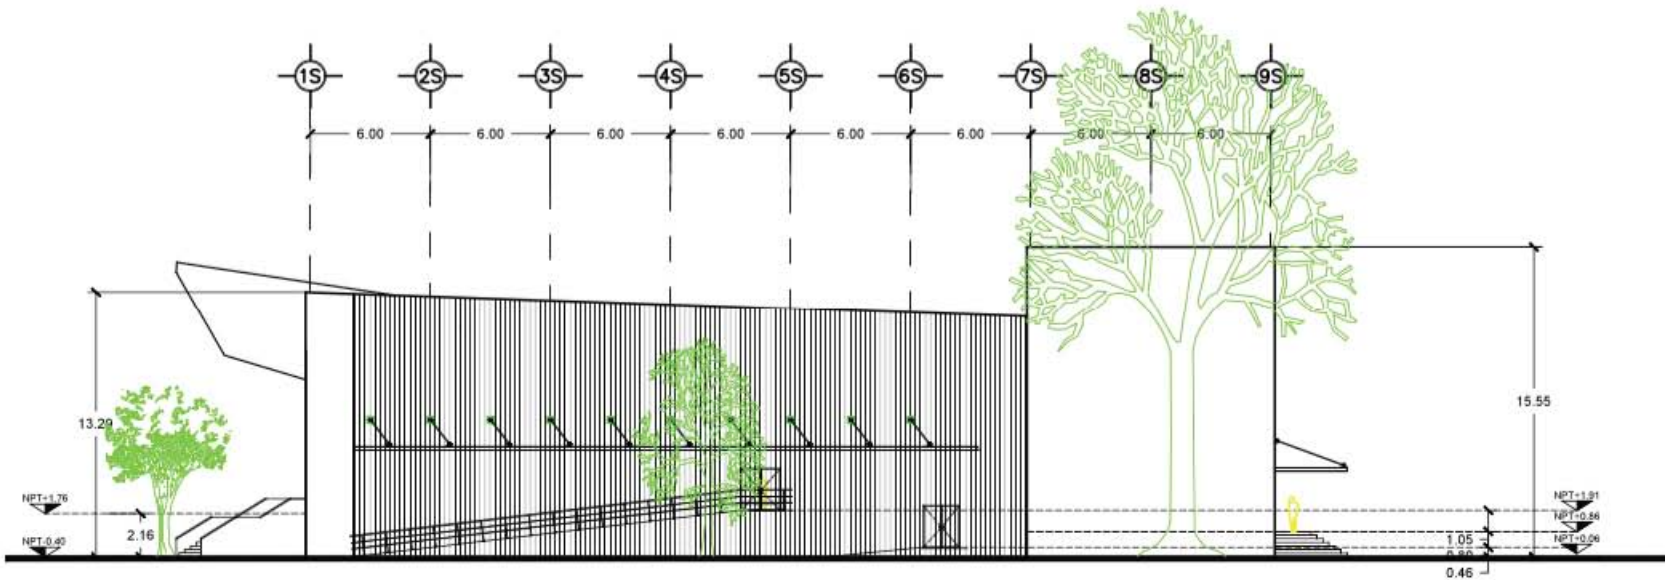 1S 2S 3S 4S 5S 6S 7S 8S 9S
6.00 6.00 6.00 6.00 6.00 6.00 6.00 6.00
13.29
15.55
NPT+1.76
2.16
NPT-0.40
NPT+1.91
NPT+0.86
1.05
NPT+0.06
0.80
0.46